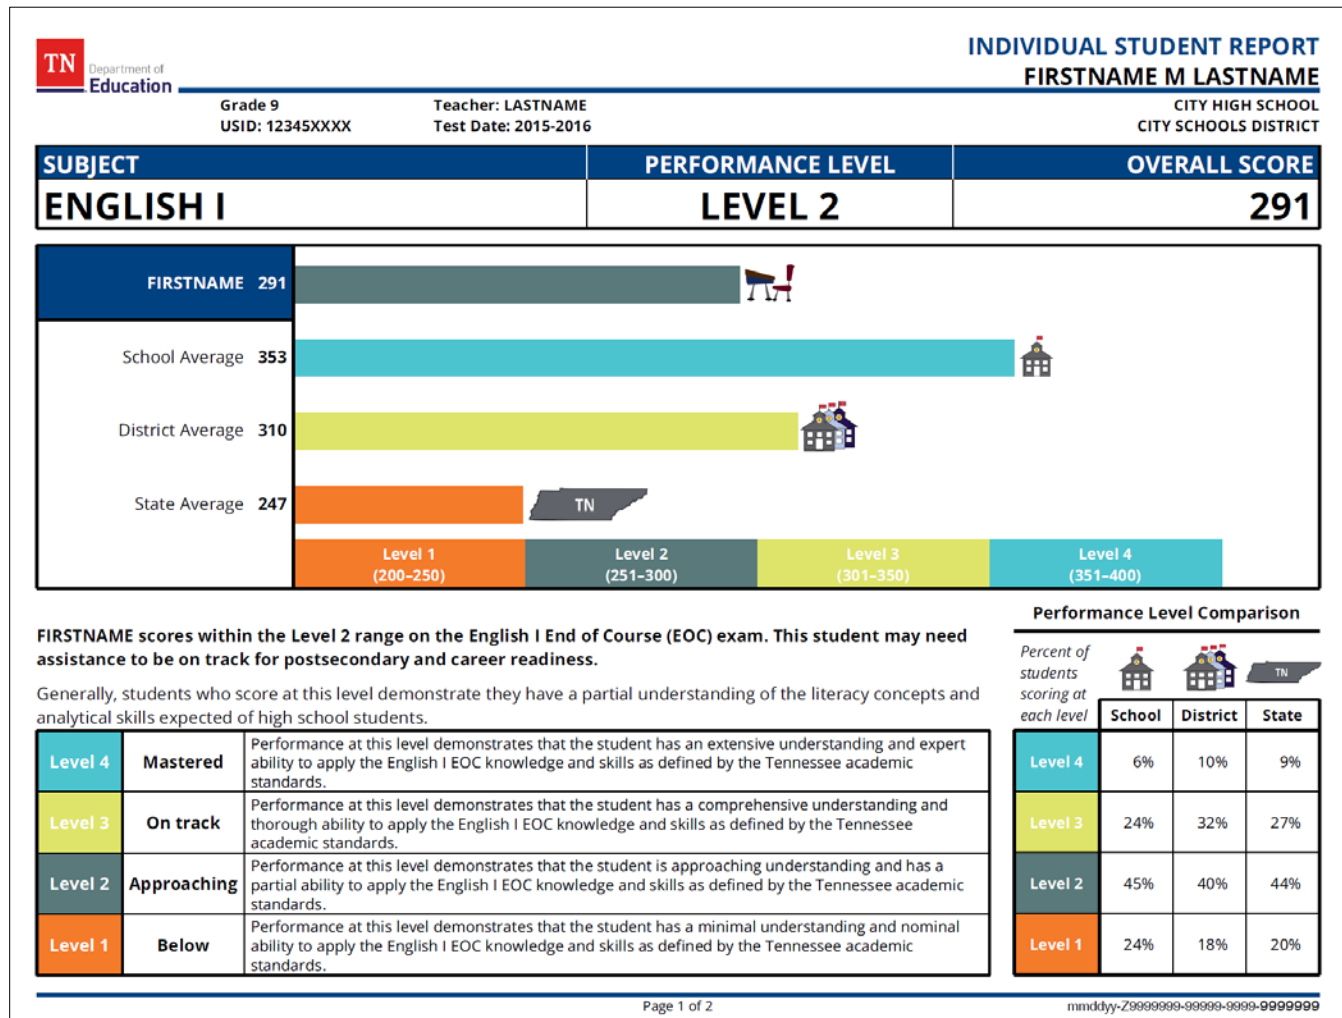 TN
Department of
Education
INDIVIDUAL STUDENT REPORT
FIRSTNAME M LASTNAME
Grade 9
Teacher: LASTNAME
CITY HIGH SCHOOL
USID: 12345XXXX
Test Date: 2015-2016
CITY SCHOOLS DISTRICT
SUBJECT
PERFORMANCE LEVEL
OVERALL SCORE
ENGLISH I
LEVEL 2
291
FIRSTNAME 291
School Average 353
District Average 310
State Average 247
TN
Level 1
(200–250)
Level 2
(251–300)
Level 3
(301–350)
Level 4
(351–400)
FIRSTNAME scores within the Level 2 range on the English I End of Course (EOC) exam. This student may need
assistance to be on track for postsecondary and career readiness.
Generally, students who score at this level demonstrate they have a partial understanding of the literacy concepts and
analytical skills expected of high school students.
Level 4
Mastered
Performance at this level demonstrates that the student has an extensive understanding and expert
ability to apply the English I EOC knowledge and skills as defined by the Tennessee academic
standards.
Level 3
On track
Performance at this level demonstrates that the student has a comprehensive understanding and
thorough ability to apply the English I EOC knowledge and skills as defined by the Tennessee
academic standards.
Level 2
Approaching
Performance at this level demonstrates that the student is approaching understanding and has a
partial ability to apply the English I EOC knowledge and skills as defined by the Tennessee academic
standards.
Level 1
Below
Performance at this level demonstrates that the student has a minimal understanding and nominal
ability to apply the English I EOC knowledge and skills as defined by the Tennessee academic
standards.
Performance Level Comparison
Percent of
students
scoring at
each level
TN
School District State
Level 4 6% 10% 9%
Level 3 24% 32% 27%
Level 2 45% 40% 44%
Level 1 24% 18% 20%
Page 1 of 2
mmddyy-Z9999999-99999-9999-9999999